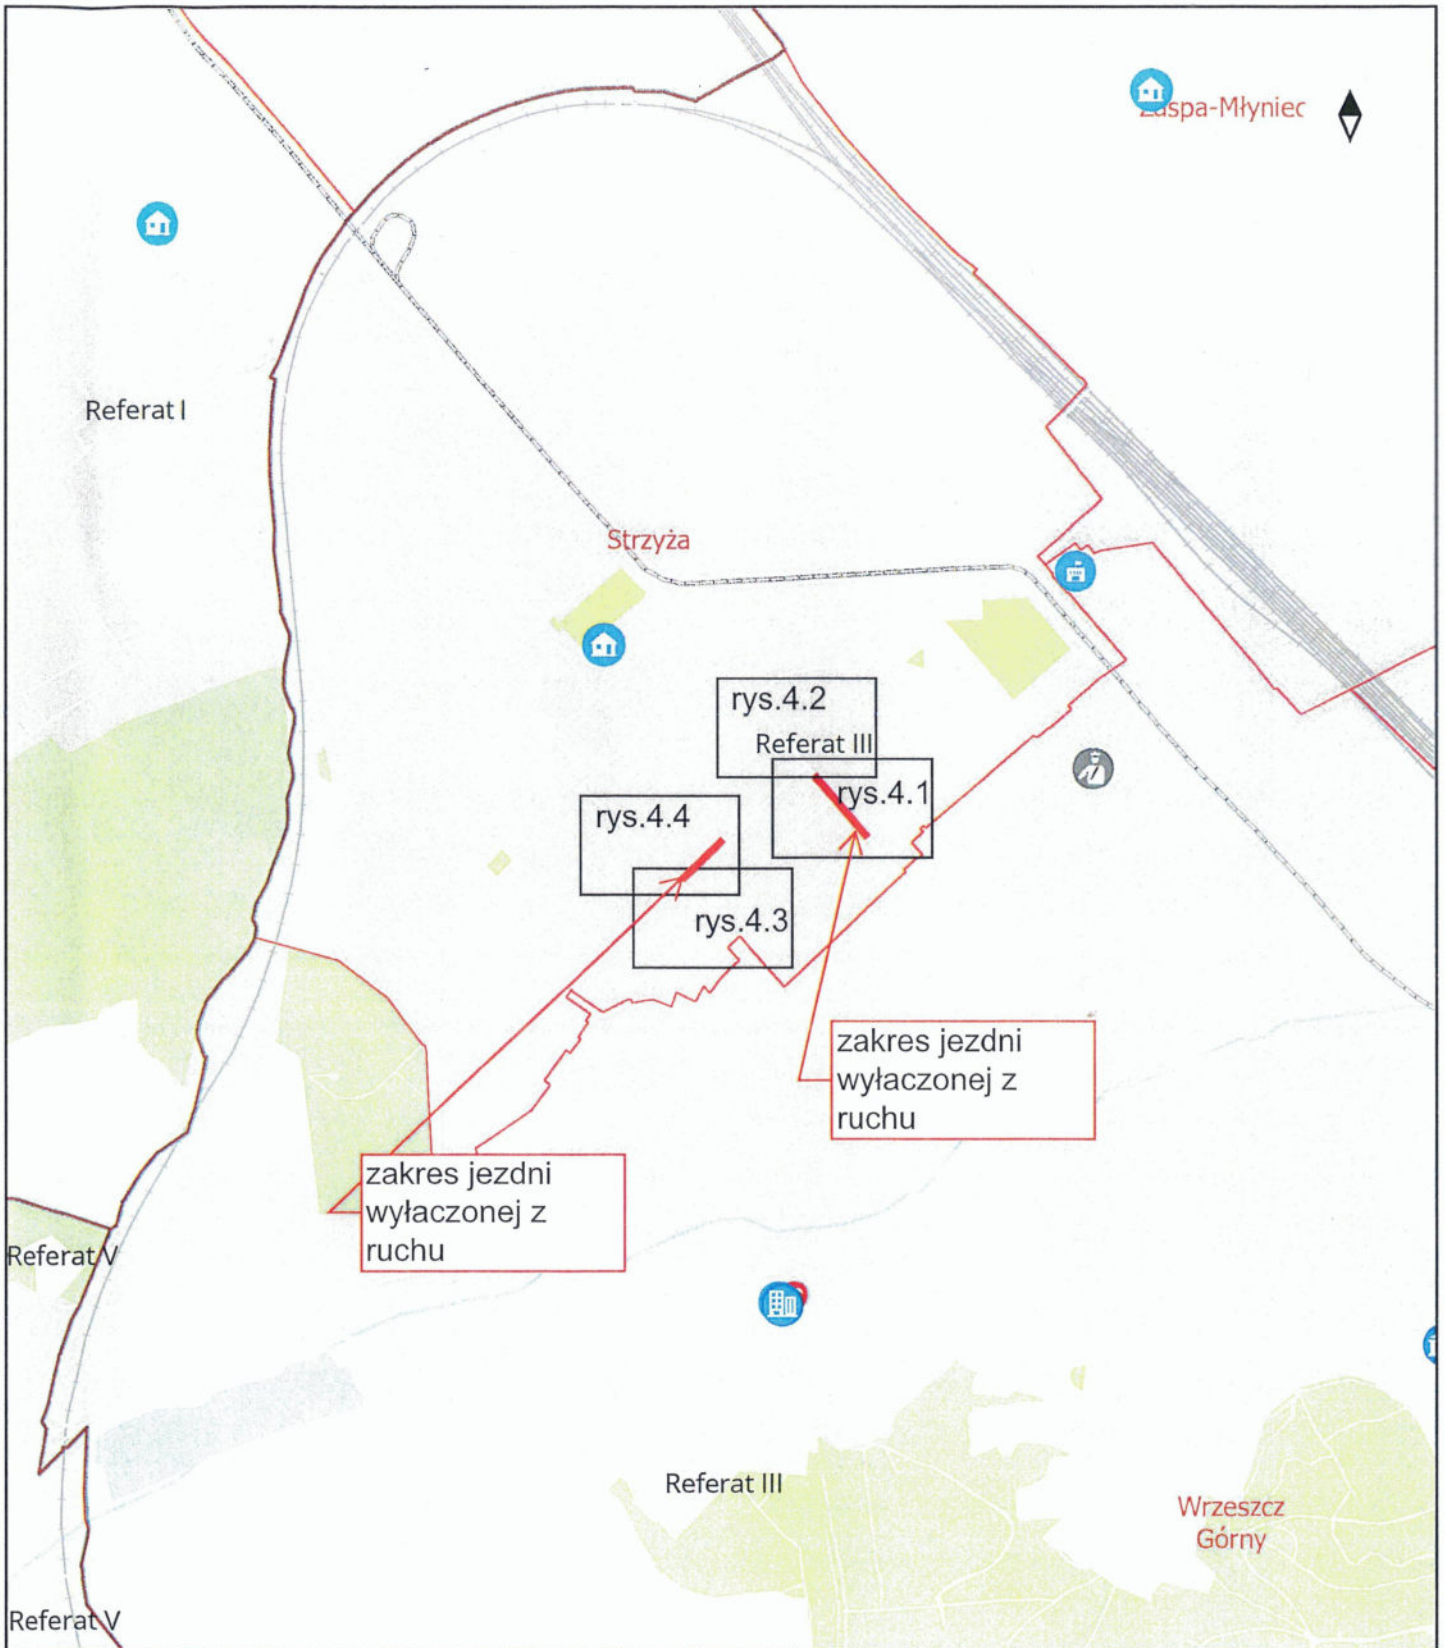 Zaspa-Młyniec
Referat I
Strzyża
rys.4.2
Referat III
rys.4.1
rys.4.4
rys.4.3
zakres jezdni
wyłaczonej z
ruchu
zakres jezdni
wyłaczonej z
ruchu
Referat V
Referat III
Wrzeszcz
Górny
Referat V